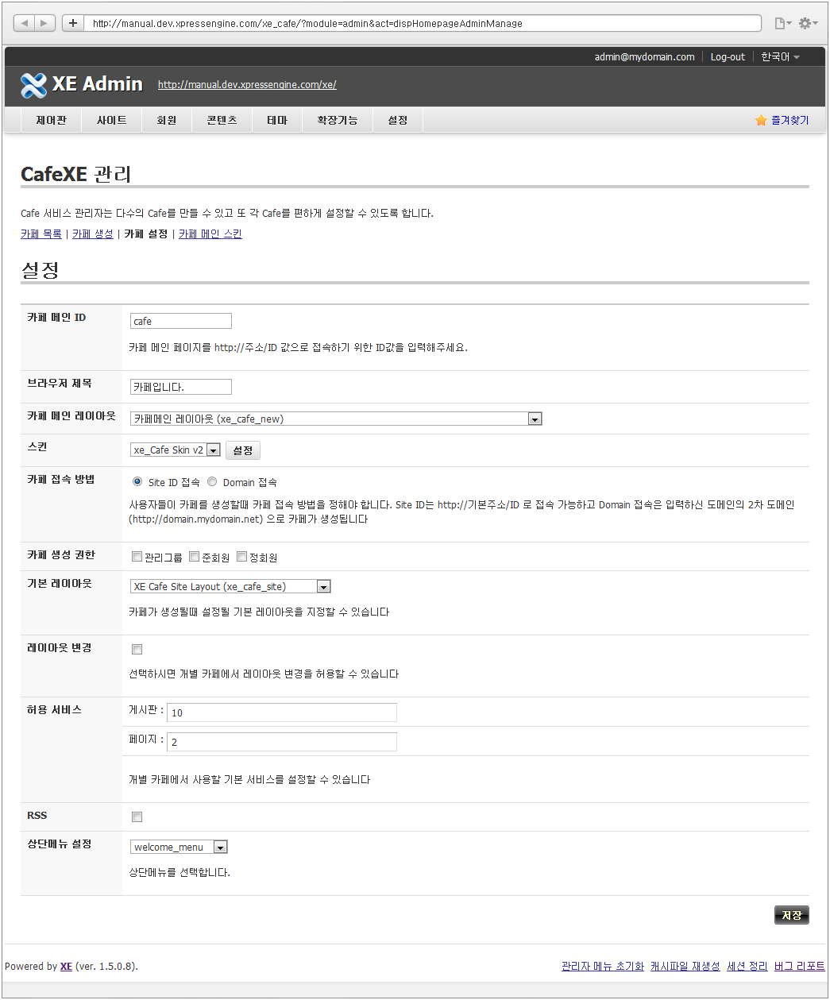 http://manual.dev.xpressengine.com/xe_cafe/?module=admin&act=dispHomepageAdminManage
admin@mydomain.com Log-out 한국어
XE Admin http://manual.dev.xpressengine.com/xe/
제어판 사이트 회원 콘텐츠 테마 확장기능 설정 즐겨찾기
CafeXE 관리
Cafe 서비스 관리자는 다수의 Cafe를 만들 수 있고 또 각 Cafe를 편하게 설정할 수 있도록 합니다.
카페 목록 | 카페 생성 | 카페 설정 | 카페 메인 스킨
설정
카페 메인 ID cafe
카페 메인 페이지를 http://주소/ID 값으로 접속하기 위한 ID값을 입력해주세요.
브라우저 제목 카페입니다.
카페 메인 레이아웃 카페메인 레이아웃 (xe_cafe_new)
스킨 xe_Cafe Skin v2 설정
카페 접속 방법 Site ID 접속 Domain 접속
사용자들이 카페를 생성할때 카페 접속 방법을 정해야 합니다. Site ID는 http://기본주소/ID 로 접속 가능하고 Domain 접속은 입력하신 도메인의 2차 도메인
(http://domain.mydomain.net) 으로 카페가 생성됩니다
카페 생성 권한 관리그룹 준회원 정회원
기본 레이아웃 XE Cafe Site Layout (xe_cafe_site)
카페가 생성될때 설정될 기본 레이아웃을 지정할 수 있습니다
레이아웃 변경
선택하시면 개별 카페에서 레이아웃 변경을 허용할 수 있습니다
허용 서비스 게시판 : 10
페이지 : 2
개별 카페에서 사용할 기본 서비스를 설정할 수 있습니다
RSS
상단메뉴 설정 welcome_menu
상단메뉴를 선택합니다.
저장
Powered by XE (ver. 1.5.0.8). 관리자 메뉴 초기화 캐시파일 재생성 세션 정리 버그 리포트